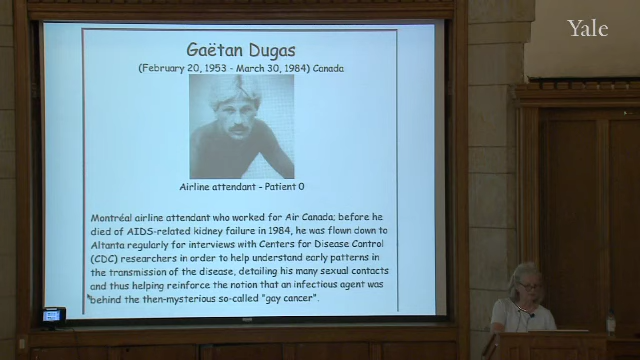 Yale
Gaëtan Dugas
(February 20, 1953 - March 30, 1984) Canada
Airline attendant - Patient 0
Montréal airline attendant who worked for Air Canada; before he
died of AIDS-related kidney failure in 1984, he was flown down to
Altanta regularly for interviews with Centers for Disease Control
(CDC) researchers in order to help understand early patterns in
the transmission of the disease, detailing his many sexual contacts
and thus helping reinforce the notion that an infectious agent was
behind the then-mysterious so-called "gay cancer".